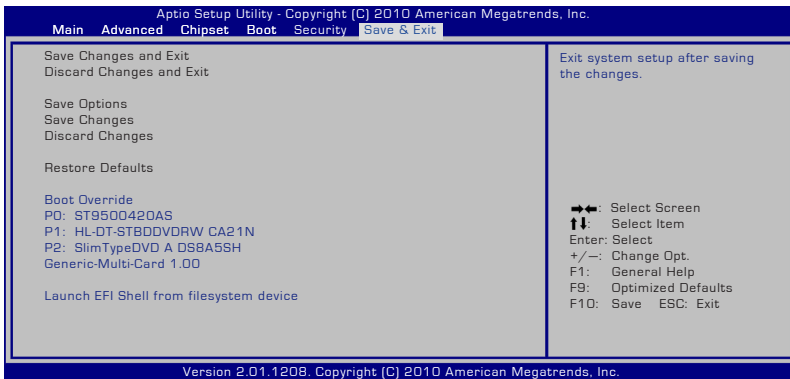 Aptio Setup Utility - Copyright (C) 2010 American Megatrends, Inc.
Main Advanced Chipset Boot Security Save & Exit
Save Changes and Exit
Discard Changes and Exit
Save Options
Save Changes
Discard Changes
Restore Defaults
Boot Override
P0: ST9500420AS
P1: HL-DT-STBDDVDRW CA21N
P2: SlimTypeDVD A DS8A5SH
Generic-Multi-Card 1.00
Launch EFI Shell from filesystem device
Exit system setup after saving
the changes.
→←: Select Screen
↑↓: Select Item
Enter: Select
+/—: Change Opt.
F1: General Help
F9: Optimized Defaults
F10: Save ESC: Exit
Version 2.01.1208. Copyright (C) 2010 American Megatrends, Inc.